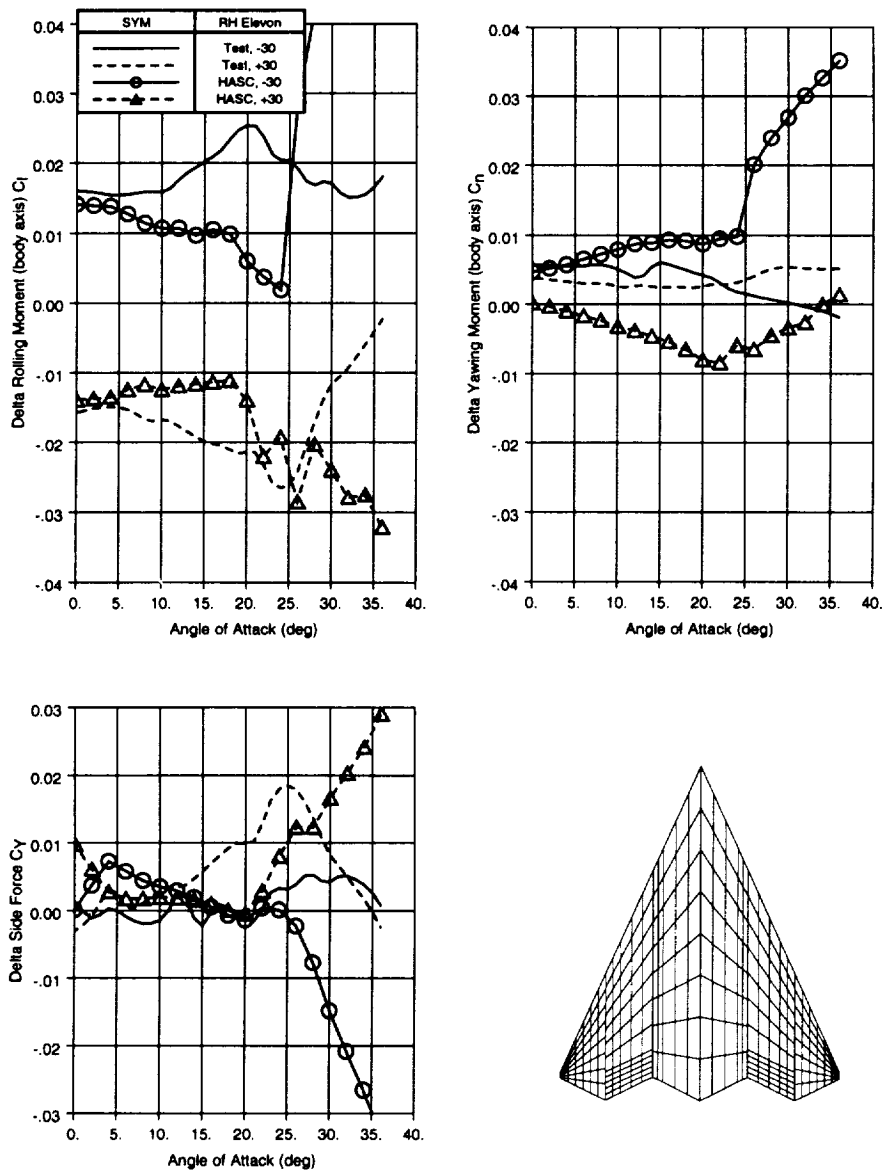 SYM RH Elevon
Test, -30
Test, +30
HASC, -30
HASC, +30
0.04
0.03
0.02
0.01
0.00
-.01
-.02
-.03
-.04
Delta Rolling Moment (body axis) Cl
0. 5. 10. 15. 20. 25. 30. 35. 40.
Angle of Attack (deg)
0.04
0.03
0.02
0.01
0.00
-.01
-.02
-.03
-.04
Delta Yawing Moment (body axis) Cn
0. 5. 10. 15. 20. 25. 30. 35. 40.
Angle of Attack (deg)
0.03
0.02
0.01
0.00
-.01
-.02
-.03
Delta Side Force CY
0. 5. 10. 15. 20. 25. 30. 35. 40.
Angle of Attack (deg)